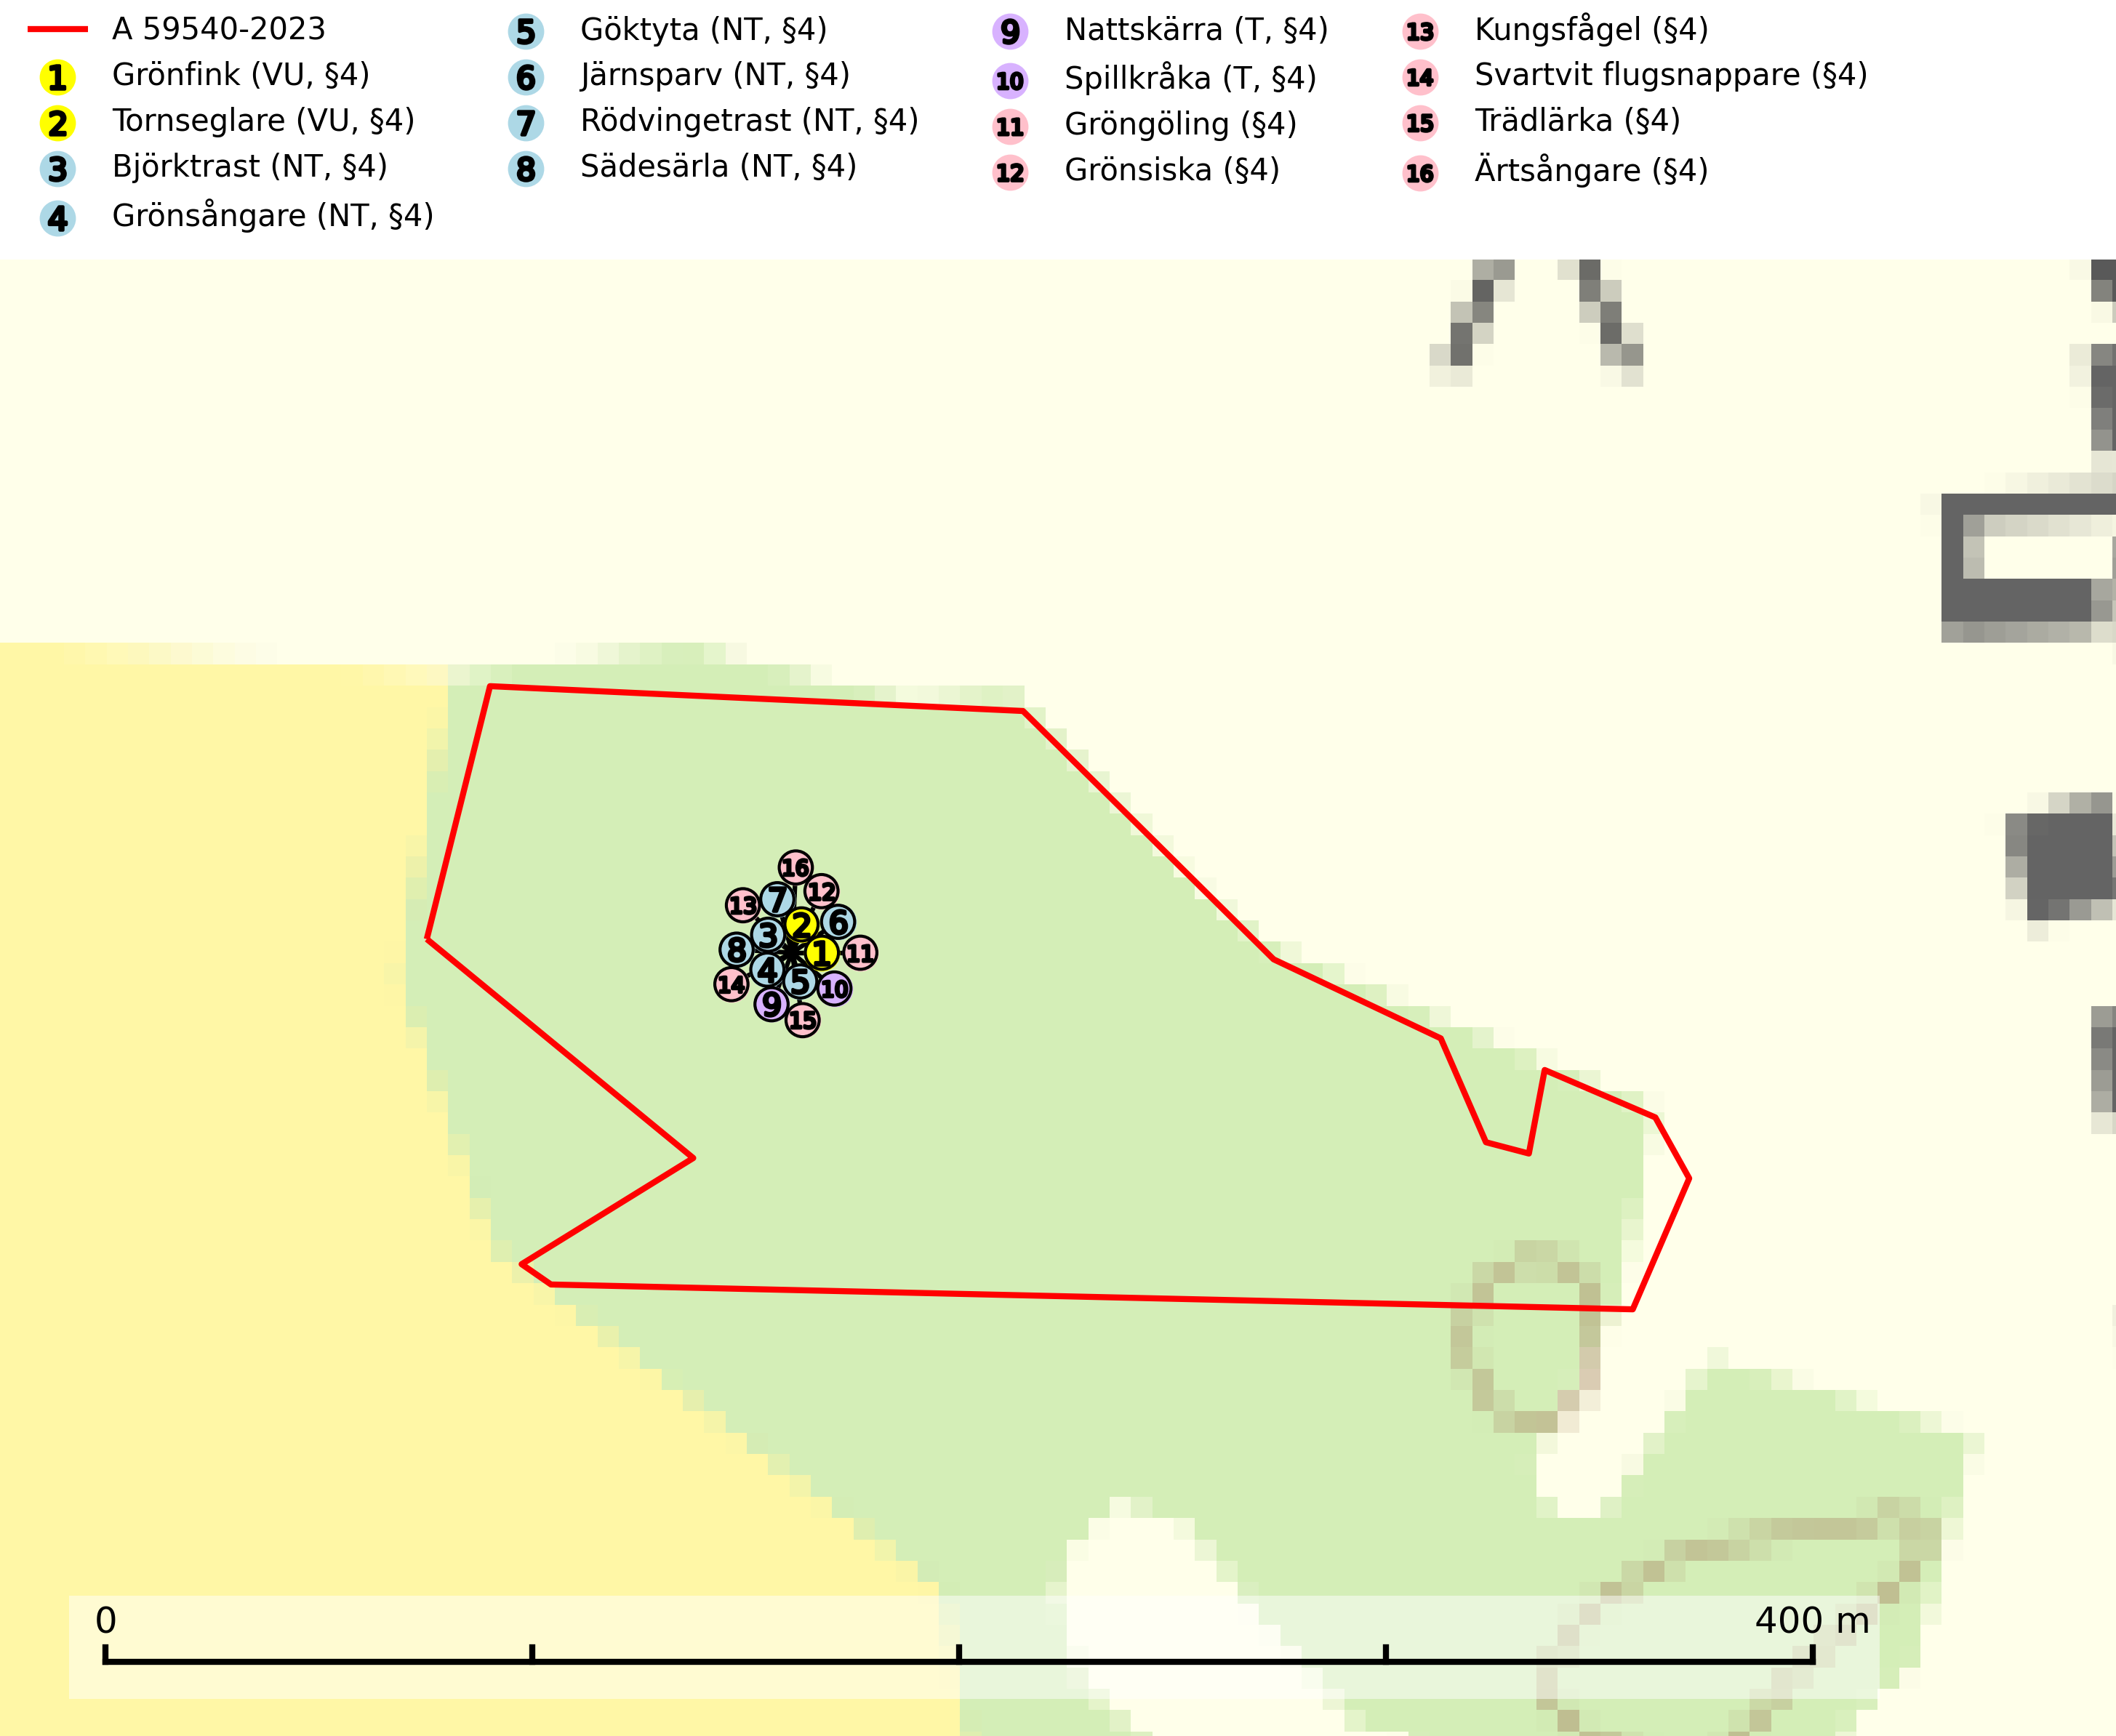 A 59540-2023
1 Grönfink (VU, §4)
2 Tornseglare (VU, §4)
3 Björktrast (NT, §4)
4 Grönsångare (NT, §4)
5 Göktyta (NT, §4)
6 Järnsparv (NT, §4)
7 Rödvingetrast (NT, §4)
8 Sädesärla (NT, §4)
9 Nattskärra (T, §4)
10 Spillkråka (T, §4)
11 Gröngöling (§4)
12 Grönsiska (§4)
13 Kungsfågel (§4)
14 Svartvit flugsnappare (§4)
15 Trädlärka (§4)
16 Ärtsångare (§4)
16
13 7 12
3 2 6
8 1 11
14 4 5 10
9
15
0 400 m